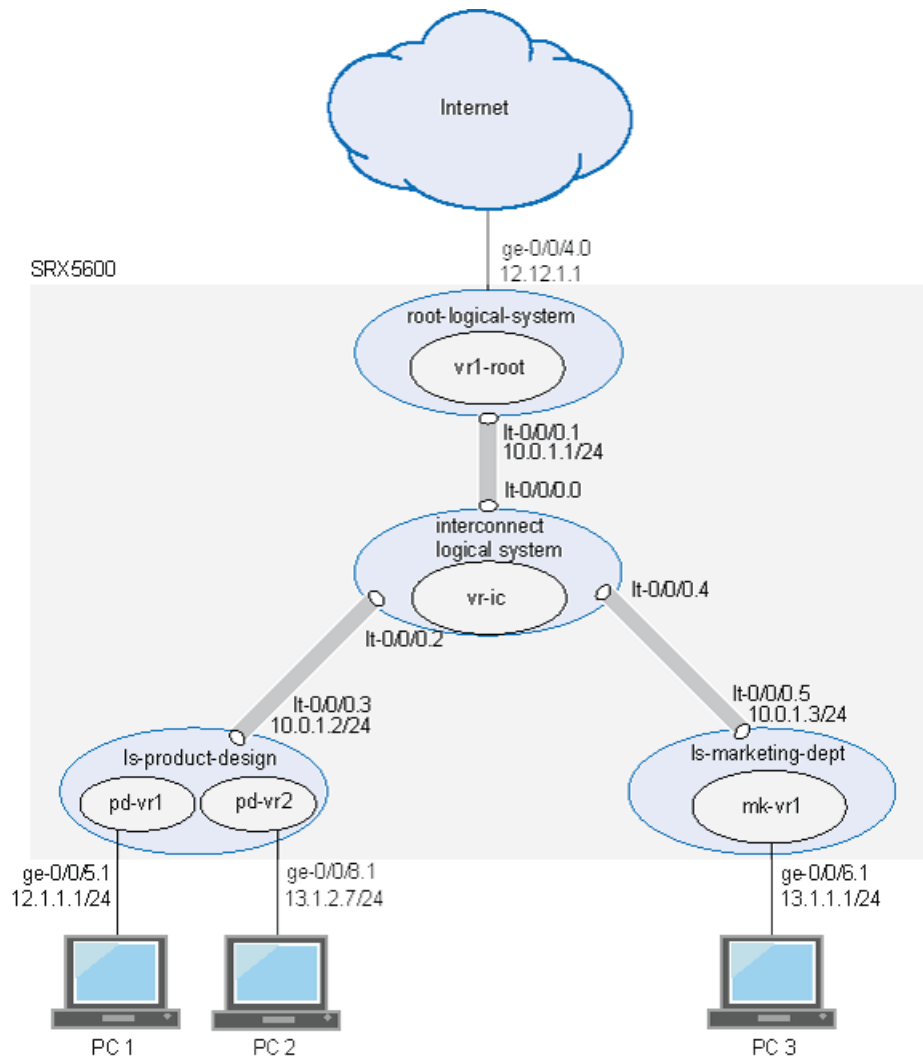 Internet
ge-0/0/4.0
12.12.1.1
SRX5600
root-logical-system
vr1-root
lt-0/0/0.1
10.0.1.1/24
lt-0/0/0.0
interconnect
logical system
vr-ic
lt-0/0/0.4
lt-0/0/0.2
lt-0/0/0.3
10.0.1.2/24
lt-0/0/0.5
10.0.1.3/24
ls-product-design
pd-vr1
pd-vr2
ls-marketing-dept
mk-vr1
ge-0/0/5.1
12.1.1.1/24
ge-0/0/8.1
13.1.2.7/24
ge-0/0/6.1
13.1.1.1/24
PC 1
PC 2
PC 3